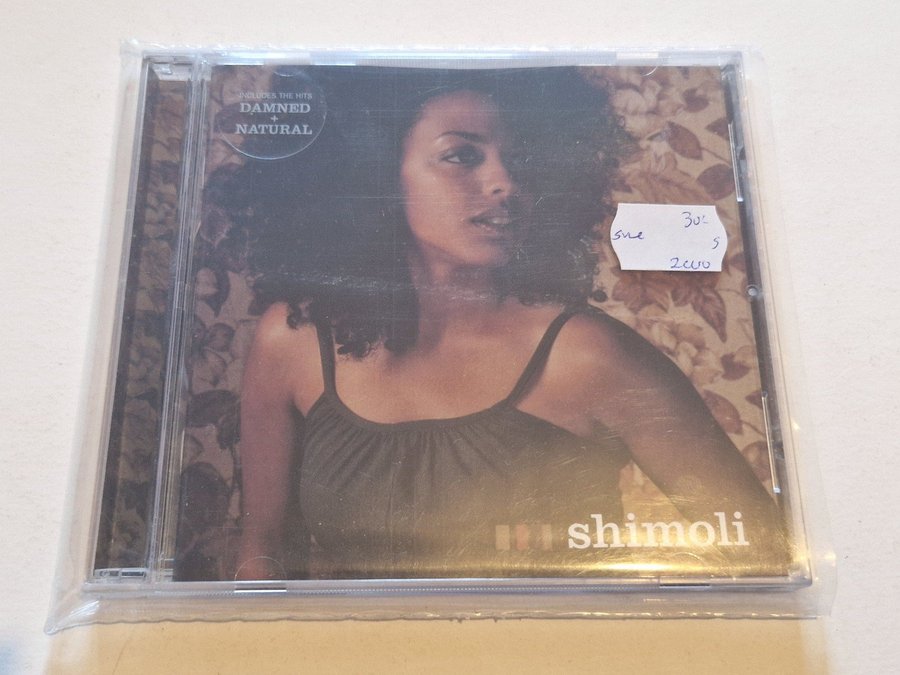 INCLUDES THE HITS
DAMNED
+
NATURAL
30:-
sve
5
2000
shimoli